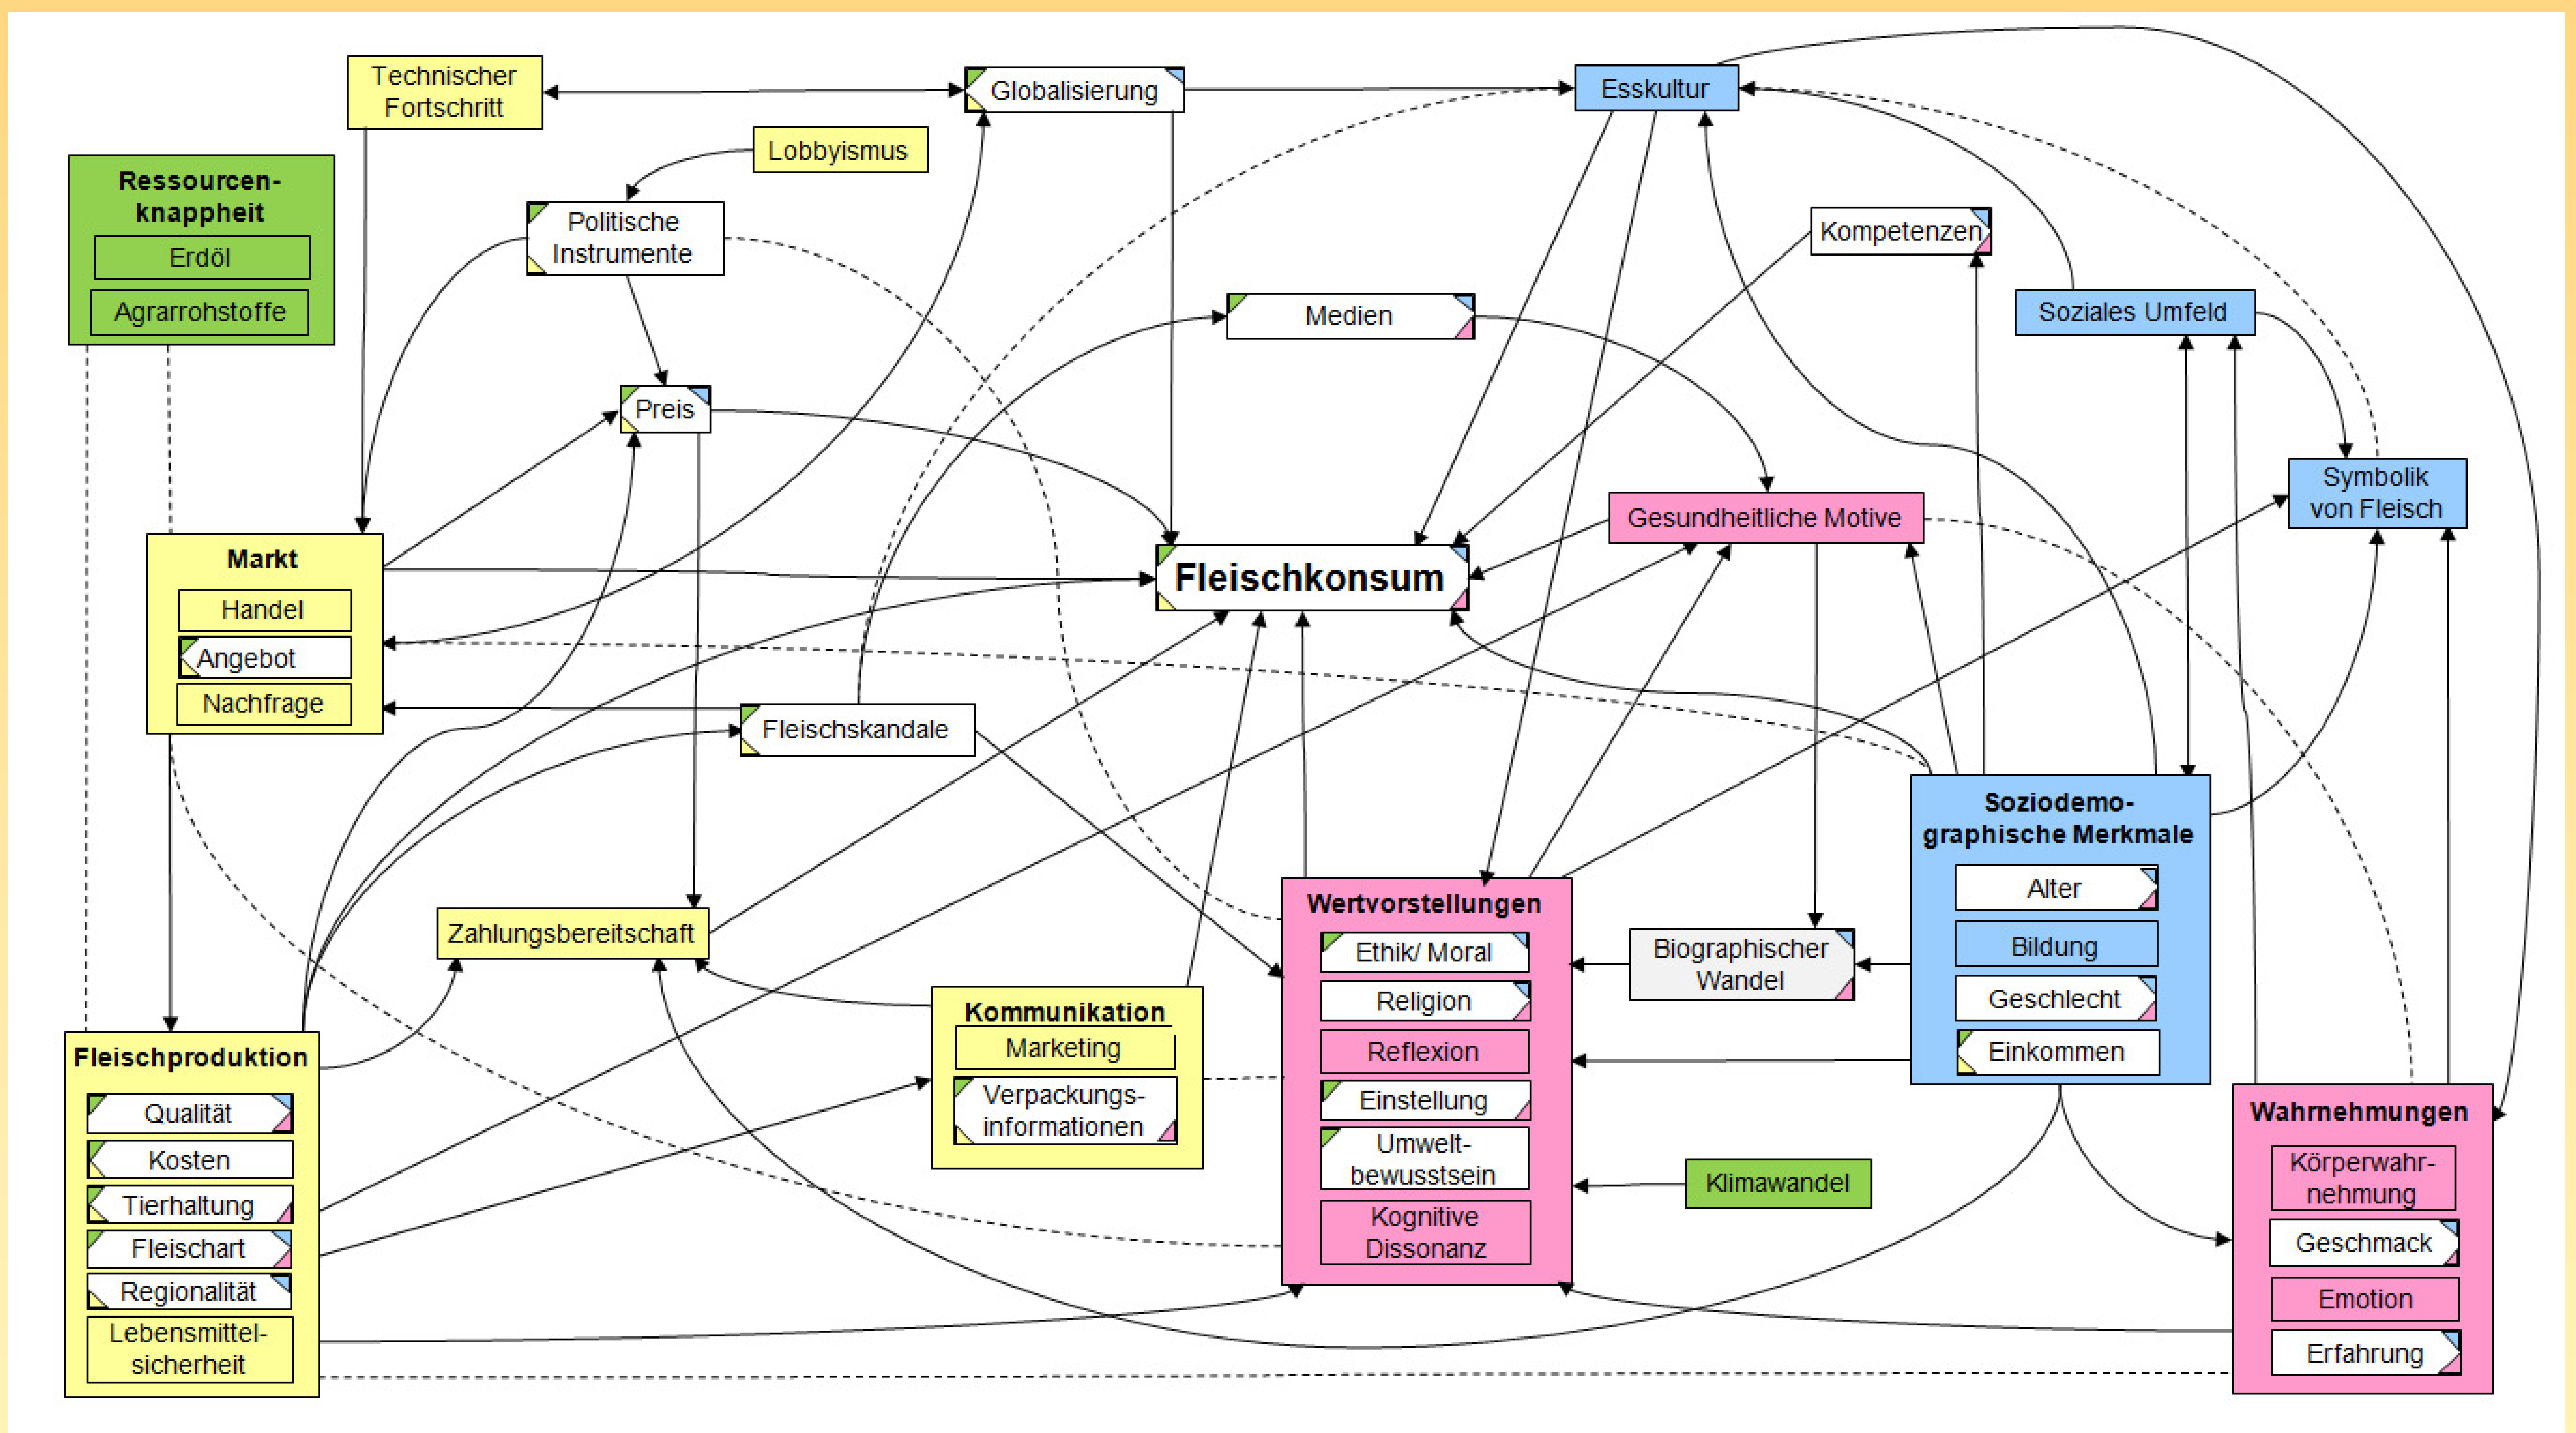 Technischer
Fortschritt
Globalisierung
Esskultur
Lobbyismus
Ressourcen-
knappheit
Erdöl
Agrarrohstoffe
Politische
Instrumente
Kompetenzen
Medien
Soziales Umfeld
Preis
Symbolik
von Fleisch
Gesundheitliche Motive
Markt
Handel
Angebot
Nachfrage
Fleischkonsum
Fleischskandale
Soziodemo-
graphische Merkmale
Alter
Bildung
Geschlecht
Einkommen
Zahlungsbereitschaft
Wertvorstellungen
Ethik/ Moral
Religion
Reflexion
Einstellung
Umwelt-
bewusstsein
Kognitive
Dissonanz
Biographischer
Wandel
Kommunikation
Marketing
Verpackungs-
informationen
Fleischproduktion
Qualität
Kosten
Tierhaltung
Fleischart
Regionalität
Lebensmittel-
sicherheit
Klimawandel
Wahrnehmungen
Körperwahr-
nehmung
Geschmack
Emotion
Erfahrung